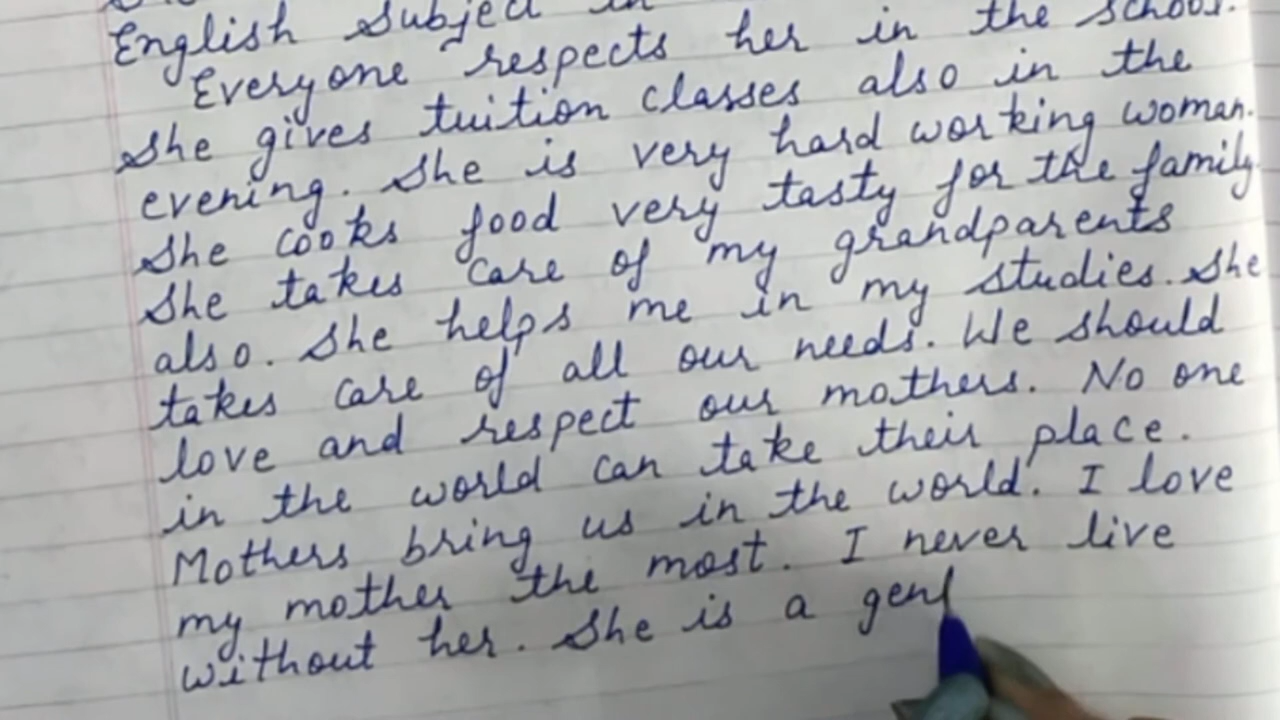 English subject in
Everyone respects her in the school.
She gives tuition classes also in the
evening. She is very hard working woman.
She cooks food very tasty for the family
She takes care of my grandparents
also. She helps me in my studies. She
takes care of all our needs. We should
love and respect our mothers. No one
in the world can take their place.
Mothers bring us in the world. I love
my mother the most. I never live
without her. She is a gent